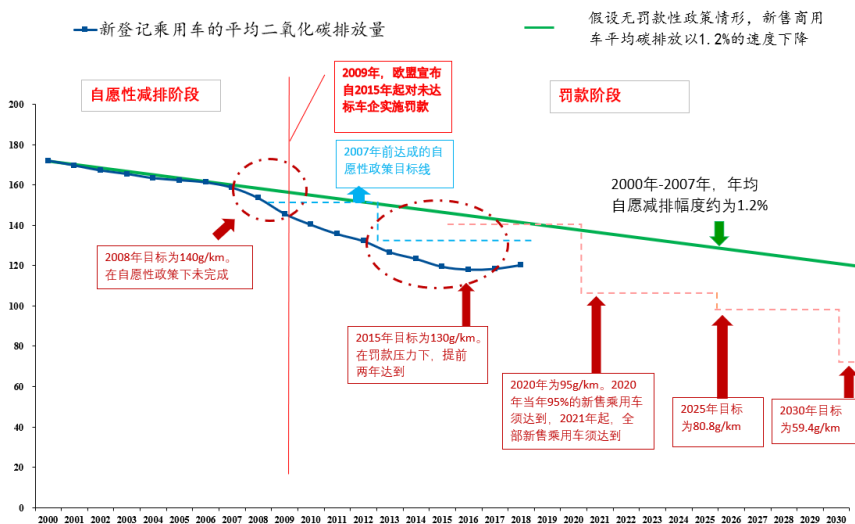 新登记乘用车的平均二氧化碳排放量
假设无罚款性政策情形，新售商用
车平均碳排放以1.2%的速度下降
自愿性减排阶段
2009年，欧盟宣布
自2015年起对未达
标车企实施罚款
罚款阶段
2007年前达成的自
愿性政策目标线
2000年-2007年，年均
自愿减排幅度约为1.2%
2008年目标为140g/km。
在自愿性政策下未完成
2015年目标为130g/km。
在罚款压力下，提前
两年达到
2020年为95g/km。2020
年当年95%的新售乘用车
须达到，2021年起，全
部新售乘用车须达到
2025年目标
为80.8g/km
2030年目标
为59.4g/km
200
180
160
140
120
100
80
60
40
20
0
2000 2001 2002 2003 2004 2005 2006 2007 2008 2009 2010 2011 2012 2013 2014 2015 2016 2017 2018 2019 2020 2021 2022 2023 2024 2025 2026 2027 2028 2029 2030